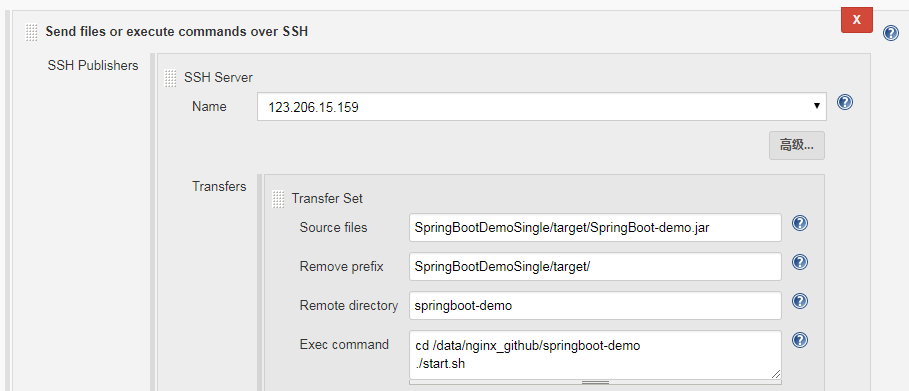 Send files or execute commands over SSH
X
SSH Publishers
SSH Server
Name
123.206.15.159
高级...
Transfers
Transfer Set
Source files
SpringBootDemoSingle/target/SpringBoot-demo.jar
Remove prefix
SpringBootDemoSingle/target/
Remote directory
springboot-demo
Exec command
cd /data/nginx_github/springboot-demo
./start.sh